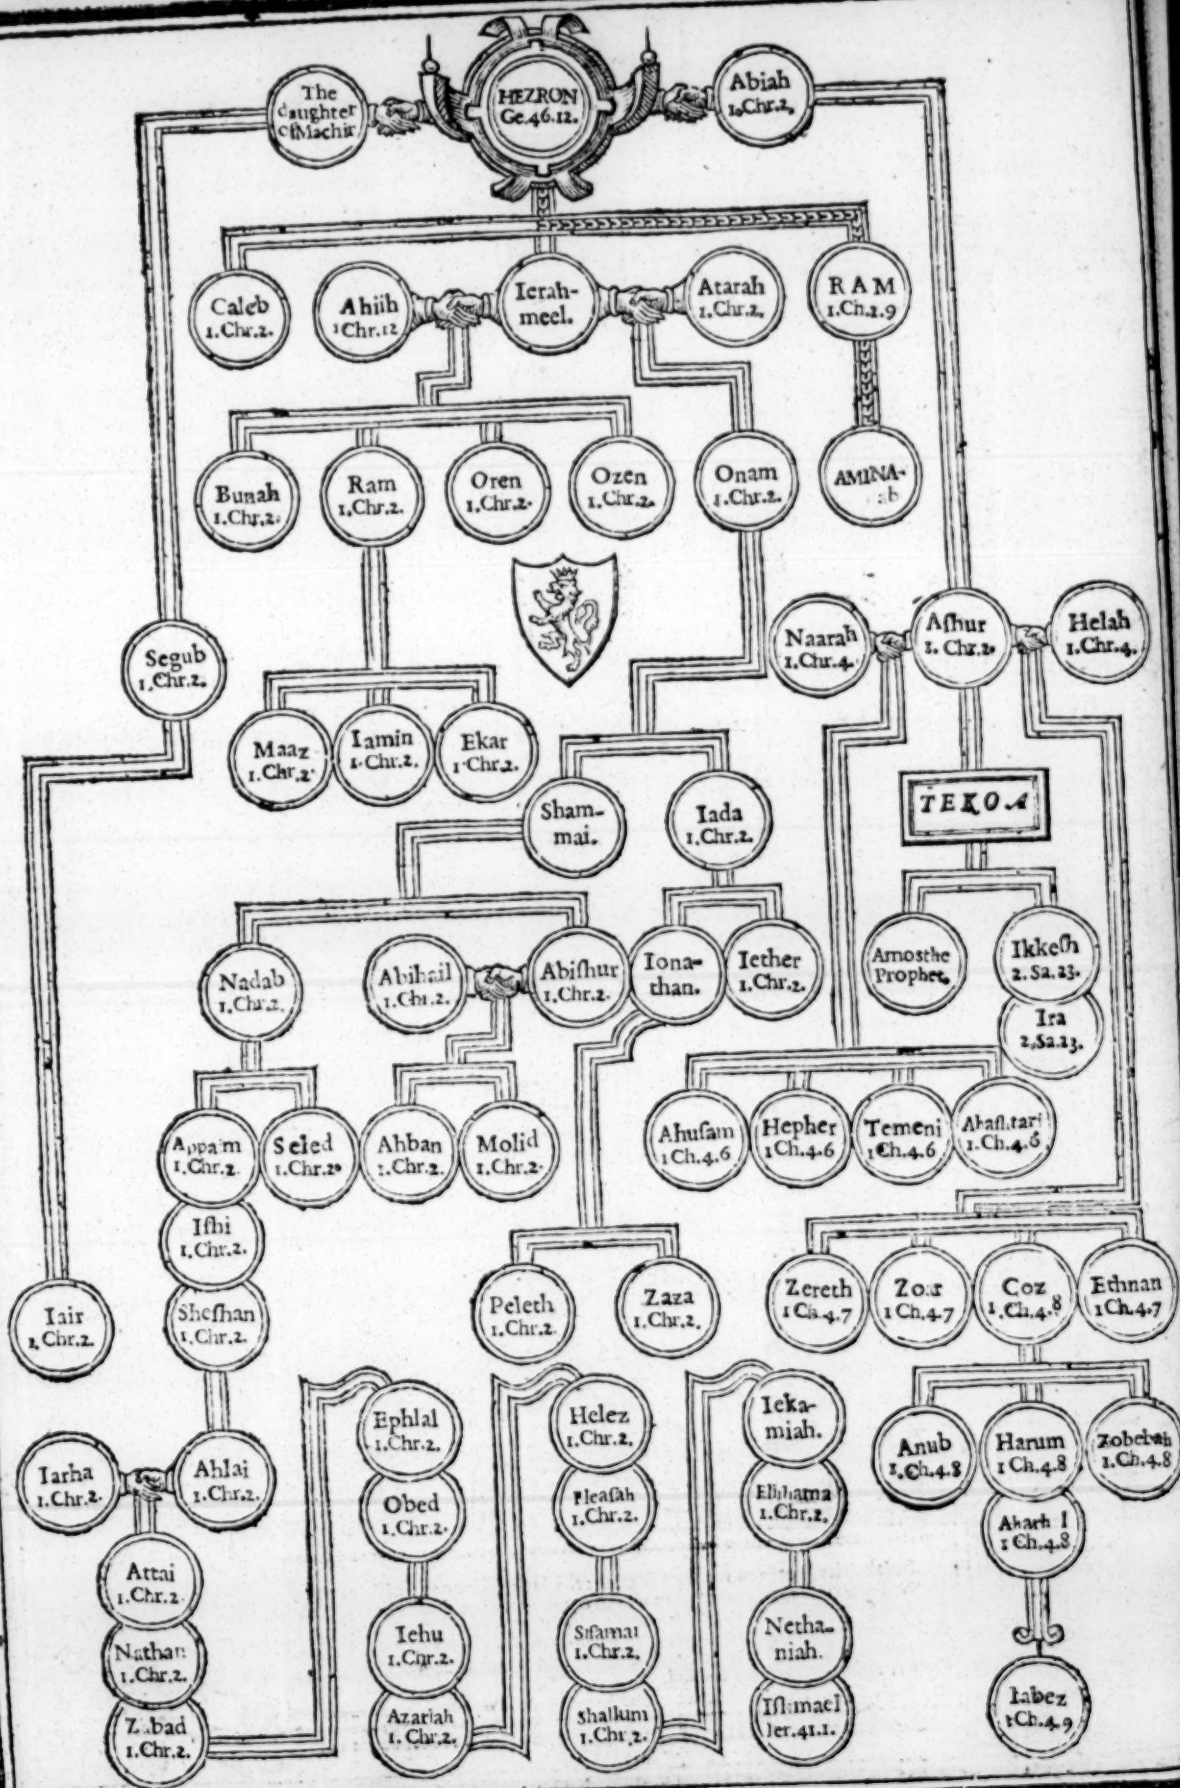 The
daughter
Of Machir
HEZRON
Ge.46.12.
Abiah
1.Chr.2,
Caleb
1.Chr.2.
Ahiih
1Chr.12
Ierah-
meel.
Atarah
1.Chr.2,
RAM
1.Ch.2.9
Bunah
1.Chr.2.
Ram
1.Chr.2.
Oren
1.Chr.2.
Ozen
1.Chr.2.
Onam
1.Chr.2.
AMINA-
ab
Segub
1.Chr.2.
Naarah
1.Chr.4.
Aſhur
1. Chr.2.
Helah
1.Chr.4.
Maaz
1.Chr.2.
Iamin
1.Chr.2.
Ekar
1.Chr.2.
Sham-
mai.
Iada
1.Chr.2.
TEKOA
Nadab
1.Chr.2.
Abihail
1.Chr.2.
Abiſhur
1.Chr.2.
Iona-
than.
Iether
1.Chr.2.
Amos the
Prophet.
Ikkeſh
2.Sa.23.
Ira
2.Sa.23.
Appaim
1.Chr.2.
Seled
1.Chr.2.
Ahban
1.Chr.2.
Molid
1.Chr.2.
Ahuſam
1Ch.4.6
Hepher
1Ch.4.6
Temeni
1Ch.4.6
Ahaſhtari
1.Ch.4.6
Iſhi
1.Chr.2.
Sheſhan
1.Chr.2.
Iair
1.Chr.2.
Peleth
1.Chr.2.
Zaza
1.Chr.2.
Zereth
1Ch.4.7
Zoar
1Ch.4.7
Coz
1.Ch.4.8
Ethnan
1Ch.4.7
Iarha
1.Chr.2.
Ahlai
1.Chr.2.
Ephlal
1.Chr.2.
Helez
1.Chr.2.
Ieka-
miah.
Anub
1.Ch.4.8
Harum
1Ch.4.8
Zobebah
1.Ch.4.8
Obed
1.Chr.2.
Eleaſah
1.Chr.2.
Eliſhama
1.Chr.2.
Aharhel
1Ch.4.8
Attai
1.Chr.2.
Nathan
1.Chr.2.
Zabad
1.Chr.2.
Iehu
1.Chr.2.
Azariah
1. Chr.2.
Siſamai
1.Chr.2.
Shallum
1.Chr.2.
Netha-
niah.
Iſhmael
Ier.41.1.
Iabez
1Ch.4.9